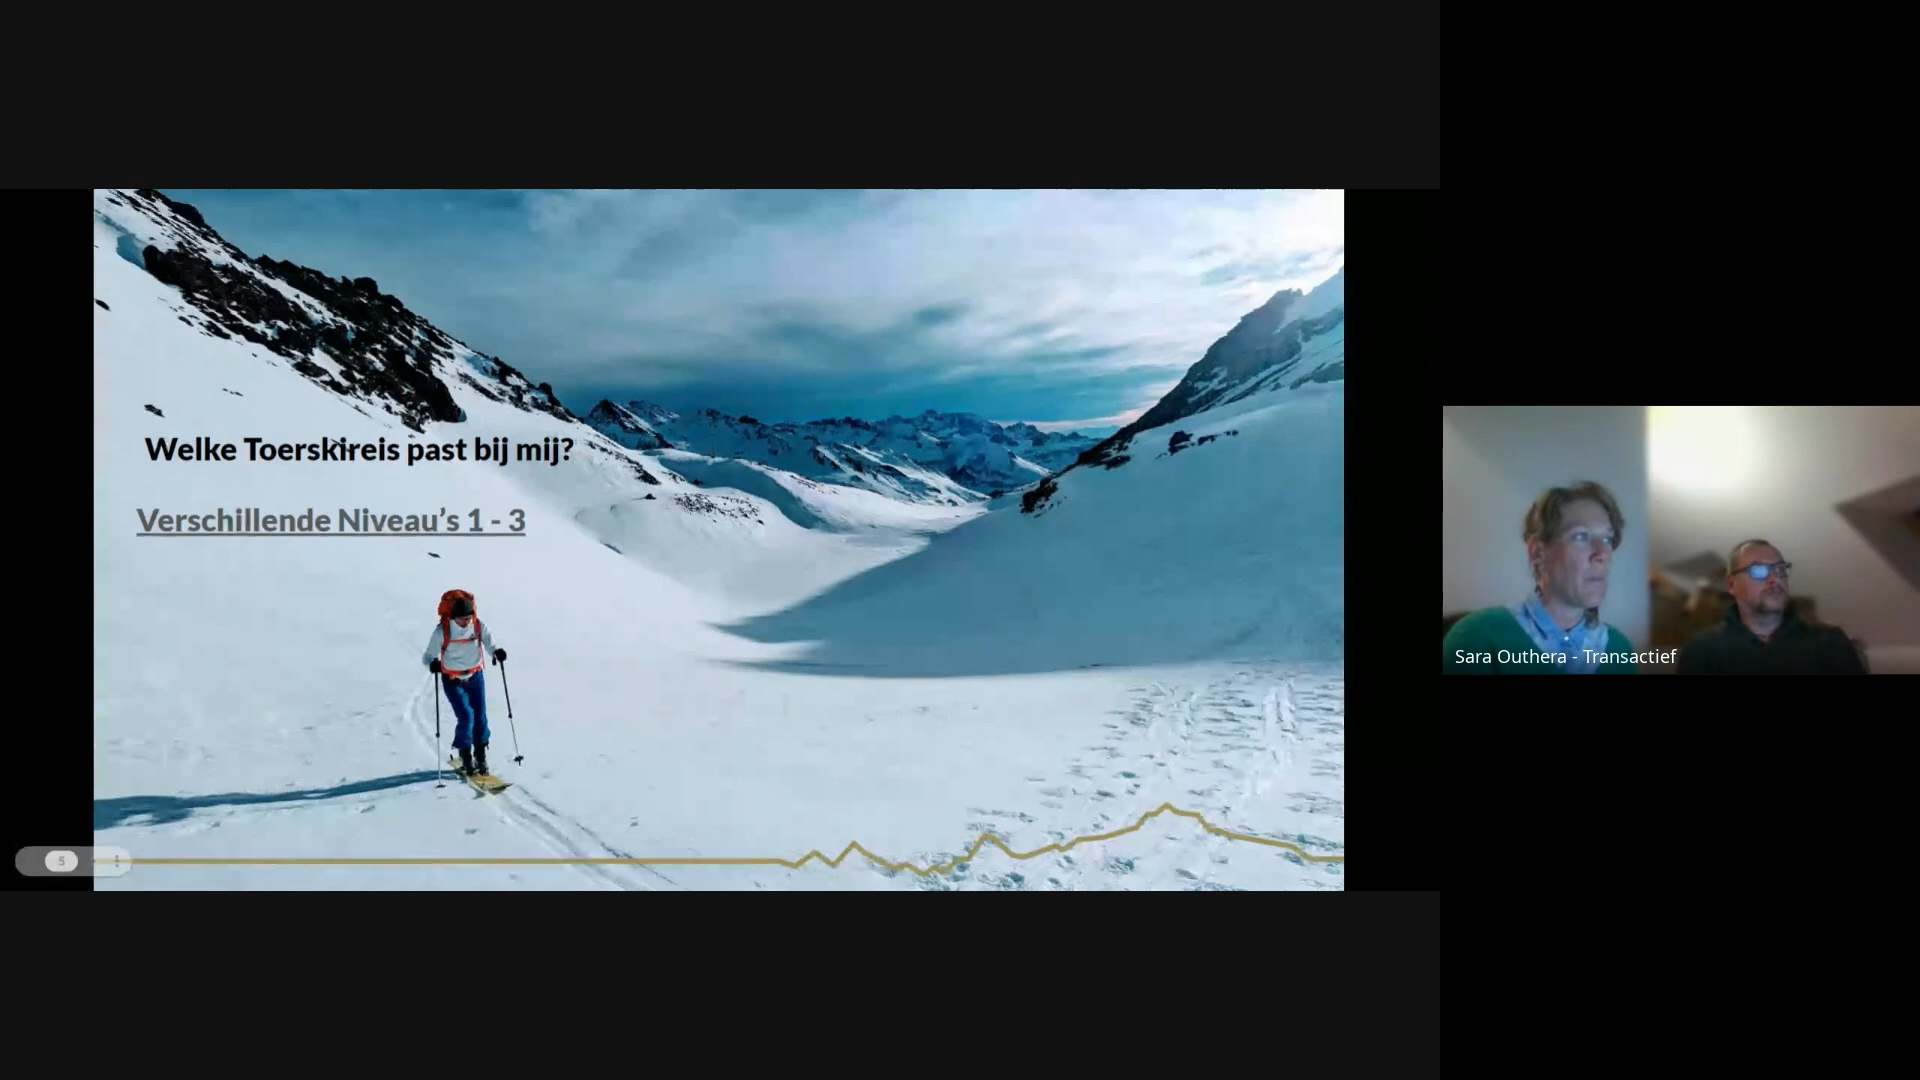 Welke Toerskireis past bij mij?
Verschillende Niveau's 1 - 3
5
Sara Outhera - Transactief